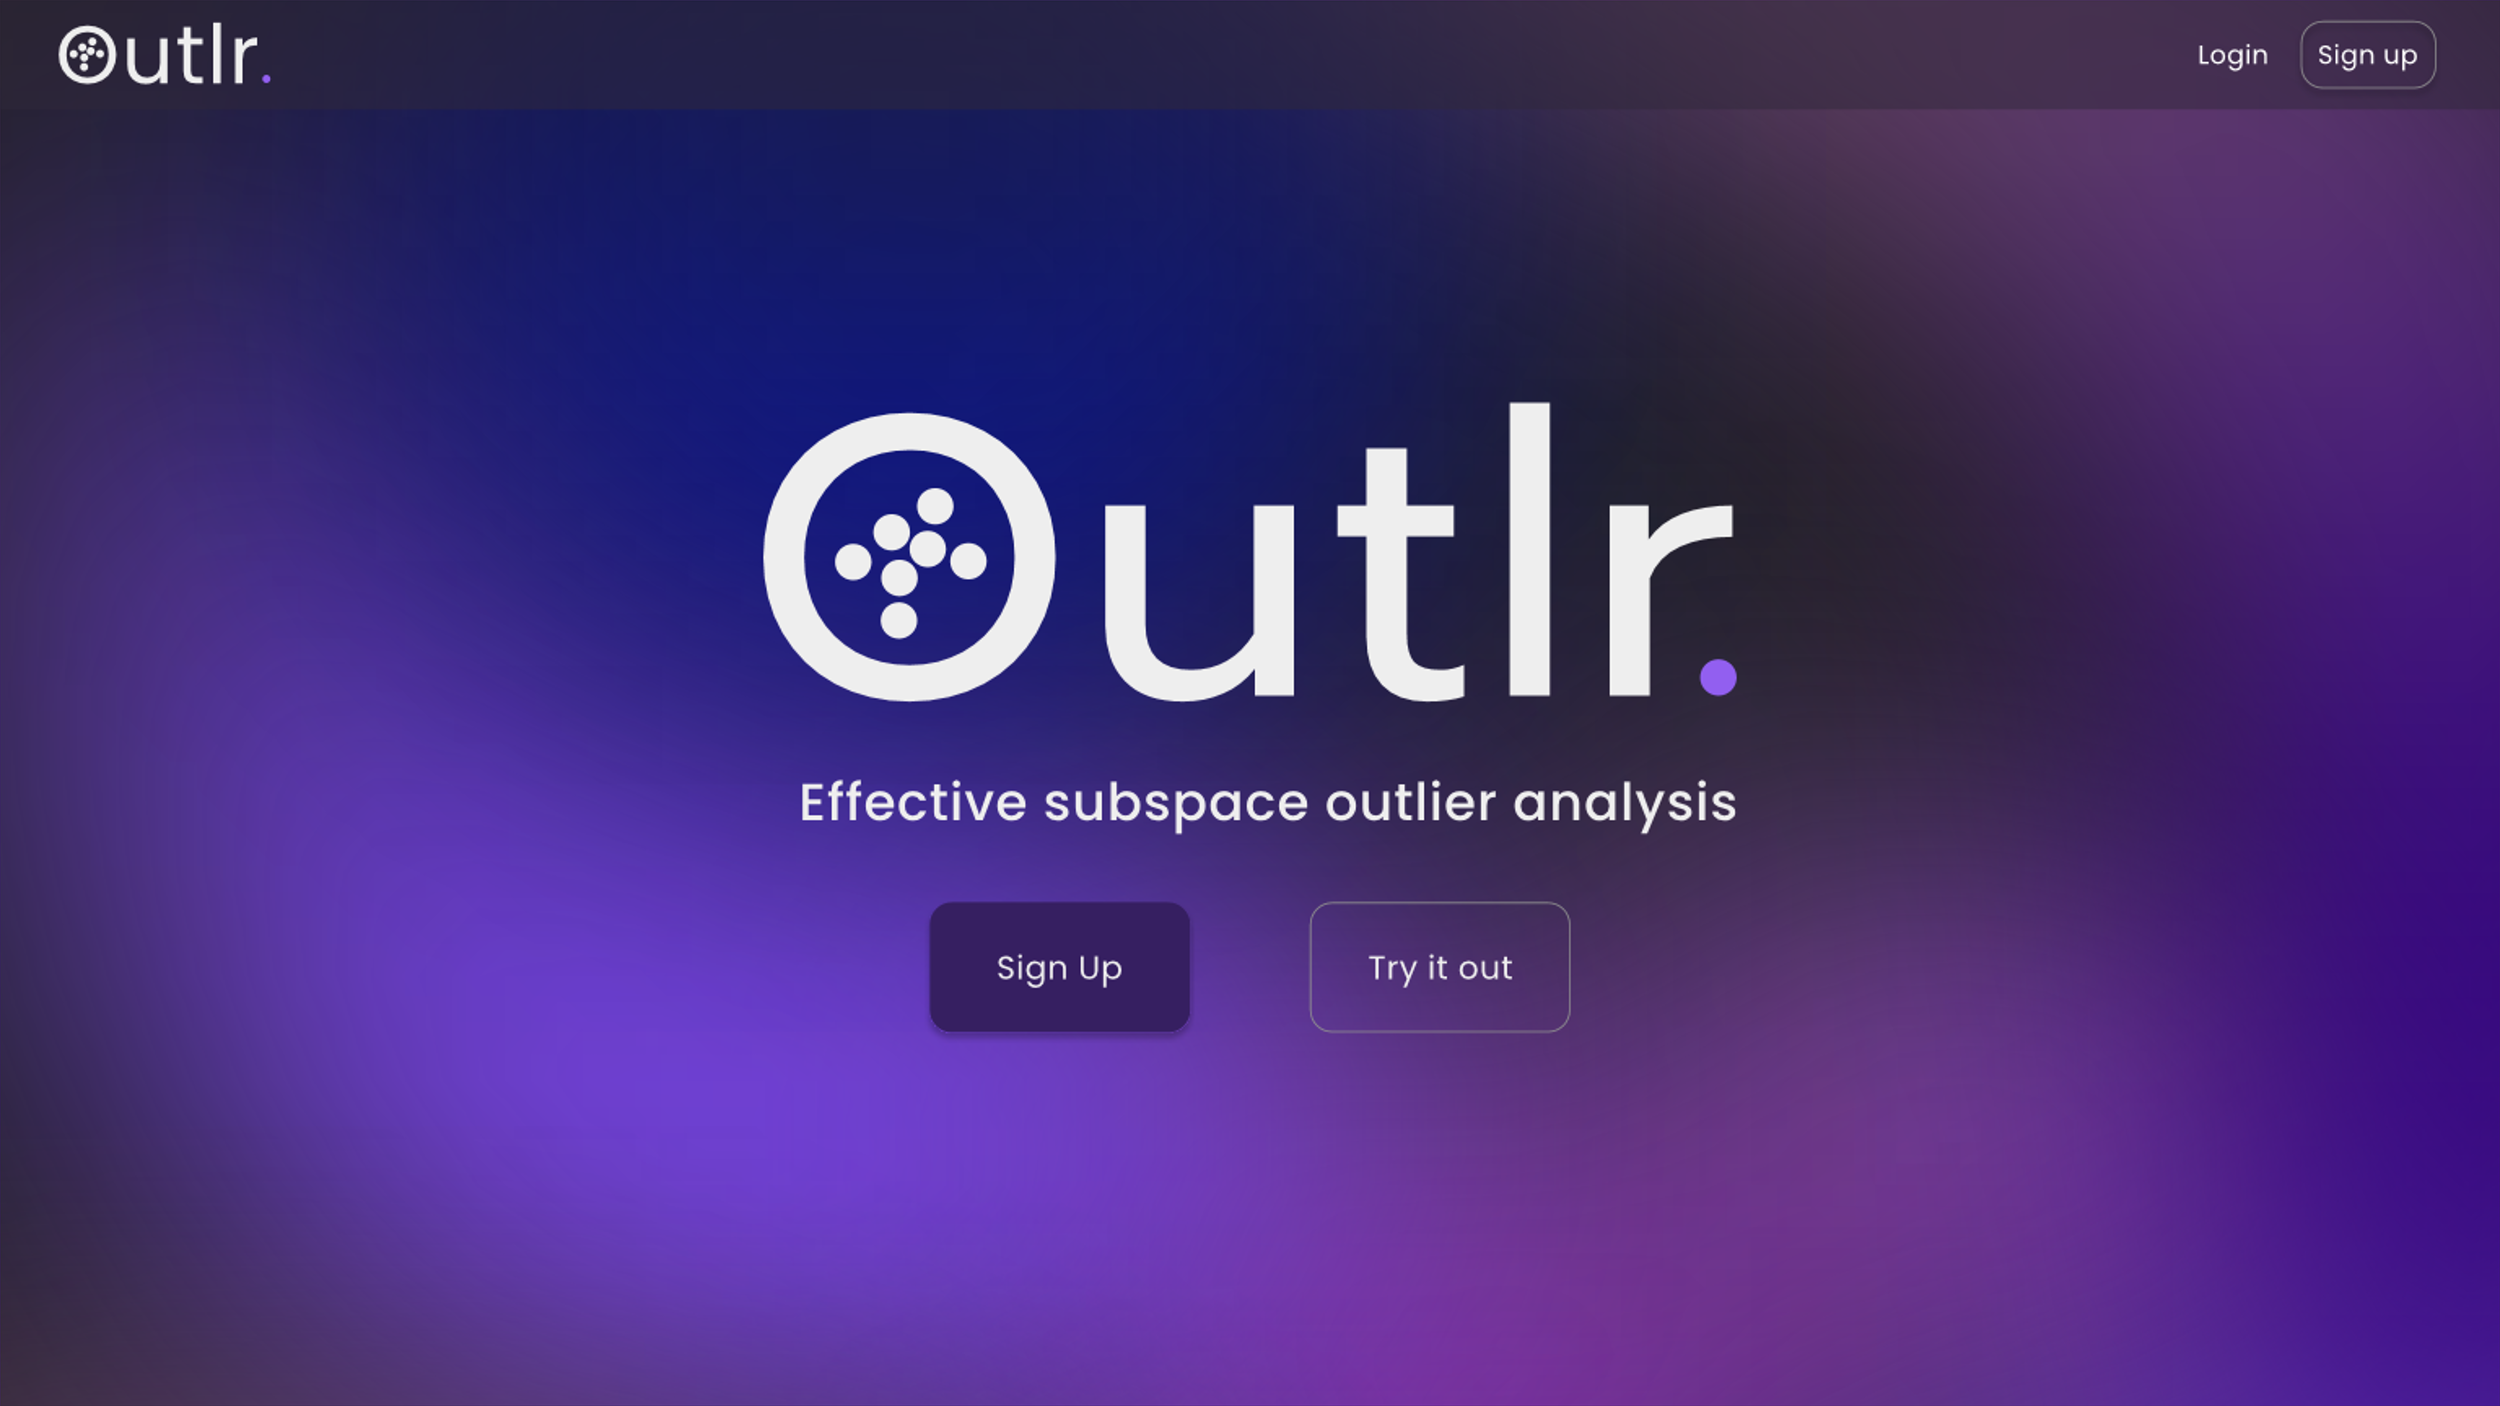 Outlr.
Login
Sign up
Outlr.
Effective subspace outlier analysis
Sign Up
Try it out